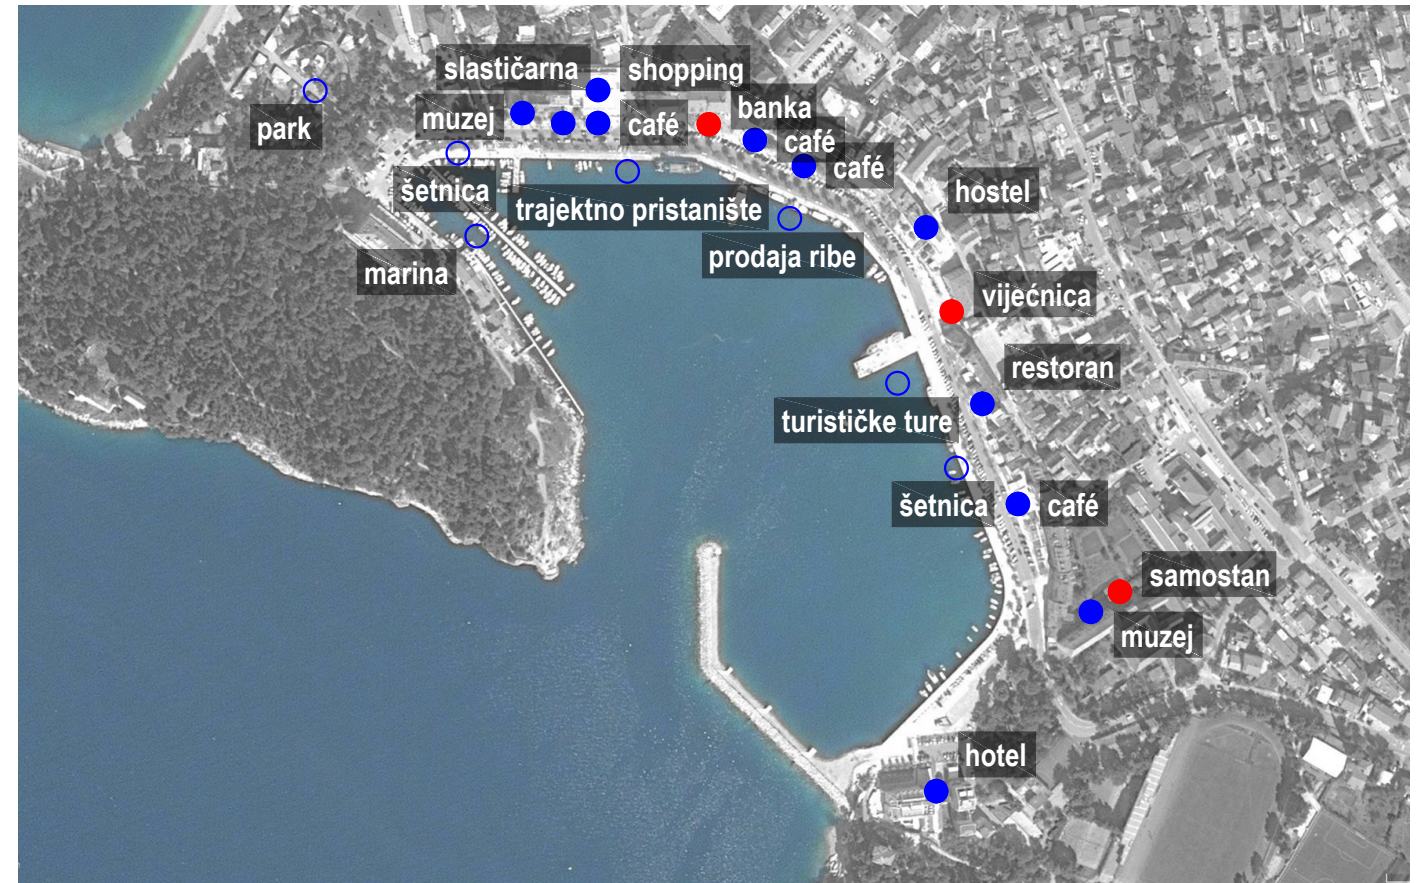 slastičarna
shopping
park
muzej
café
banka
café
café
šetnica
trajektno pristanište
hostel
marina
prodaja ribe
vijećnica
restoran
turističke ture
šetnica
café
samostan
muzej
hotel